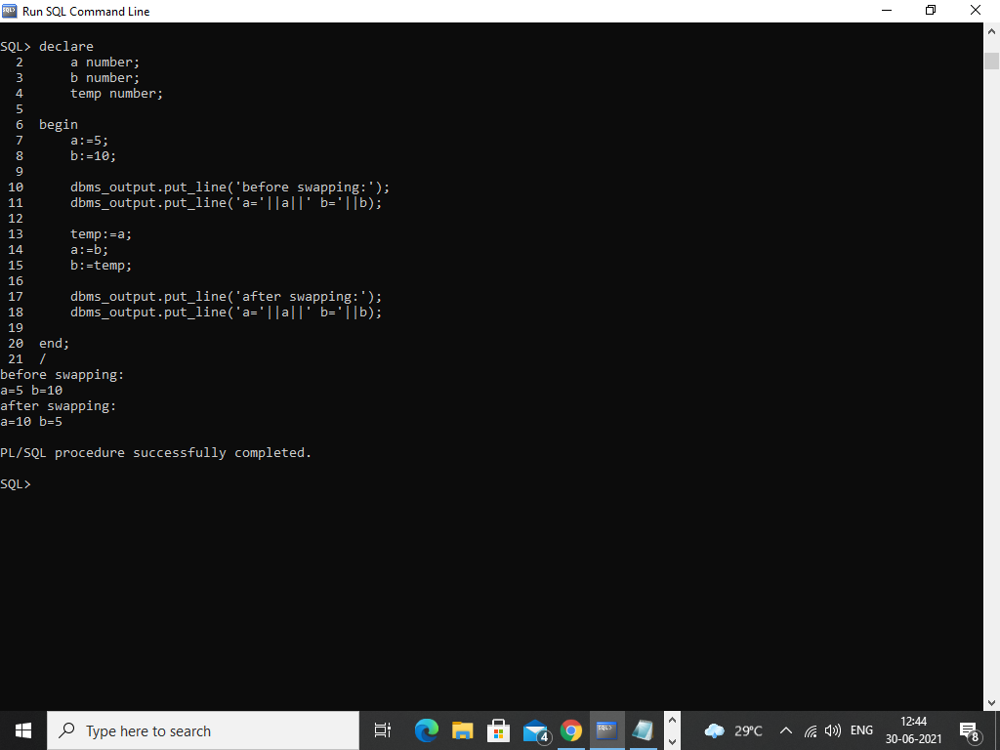 Run SQL Command Line
SQL> declare
2 a number;
3 b number;
4 temp number;
5
6 begin
7 a:=5;
8 b:=10;
9
10 dbms_output.put_line('before swapping:');
11 dbms_output.put_line('a='||a||' b='||b);
12
13 temp:=a;
14 a:=b;
15 b:=temp;
16
17 dbms_output.put_line('after swapping:');
18 dbms_output.put_line('a='||a||' b='||b);
19
20 end;
21 /
before swapping:
a=5 b=10
after swapping:
a=10 b=5
PL/SQL procedure successfully completed.
SQL>
Type here to search
4
29°C
ENG
12:44
30-06-2021
8